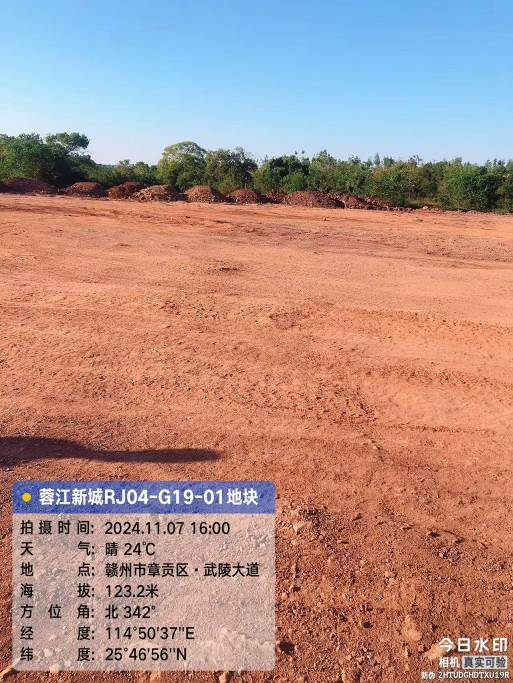 蓉江新城RJ04-G19-01地块
拍摄时间: 2024.11.07 16:00
天气: 晴 24℃
地点: 赣州市章贡区·武陵大道
海拔: 123.2米
方位角: 北 342°
经度: 114°50'37"E
纬度: 25°46'56"N
今日水印
相机 真实可验
防伪 2HIUDGHDTXU19R